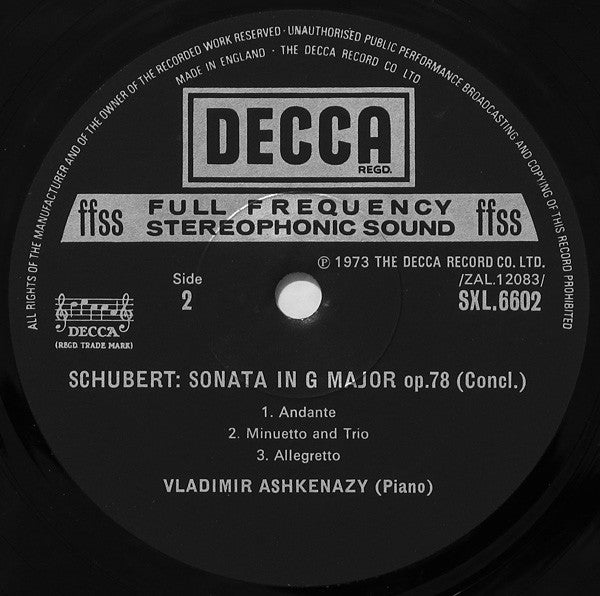 ALL RIGHTS OF THE MANUFACTURER AND OF THE OWNER OF THE RECORDED WORK RESERVED · UNAUTHORISED PUBLIC PERFORMANCE BROADCASTING AND COPYING OF THIS RECORD PROHIBITED
MADE IN ENGLAND · THE DECCA RECORD CO LTD
DECCA
REGD.
ffss FULL FREQUENCY STEREOPHONIC SOUND ffss
℗ 1973 THE DECCA RECORD CO. LTD.
Side /ZAL.12083/
2 SXL.6602
DECCA
(REGD. TRADE MARK)
SCHUBERT: SONATA IN G MAJOR op.78 (Concl.)
1. Andante
2. Minuetto and Trio
3. Allegretto
VLADIMIR ASHKENAZY (Piano)